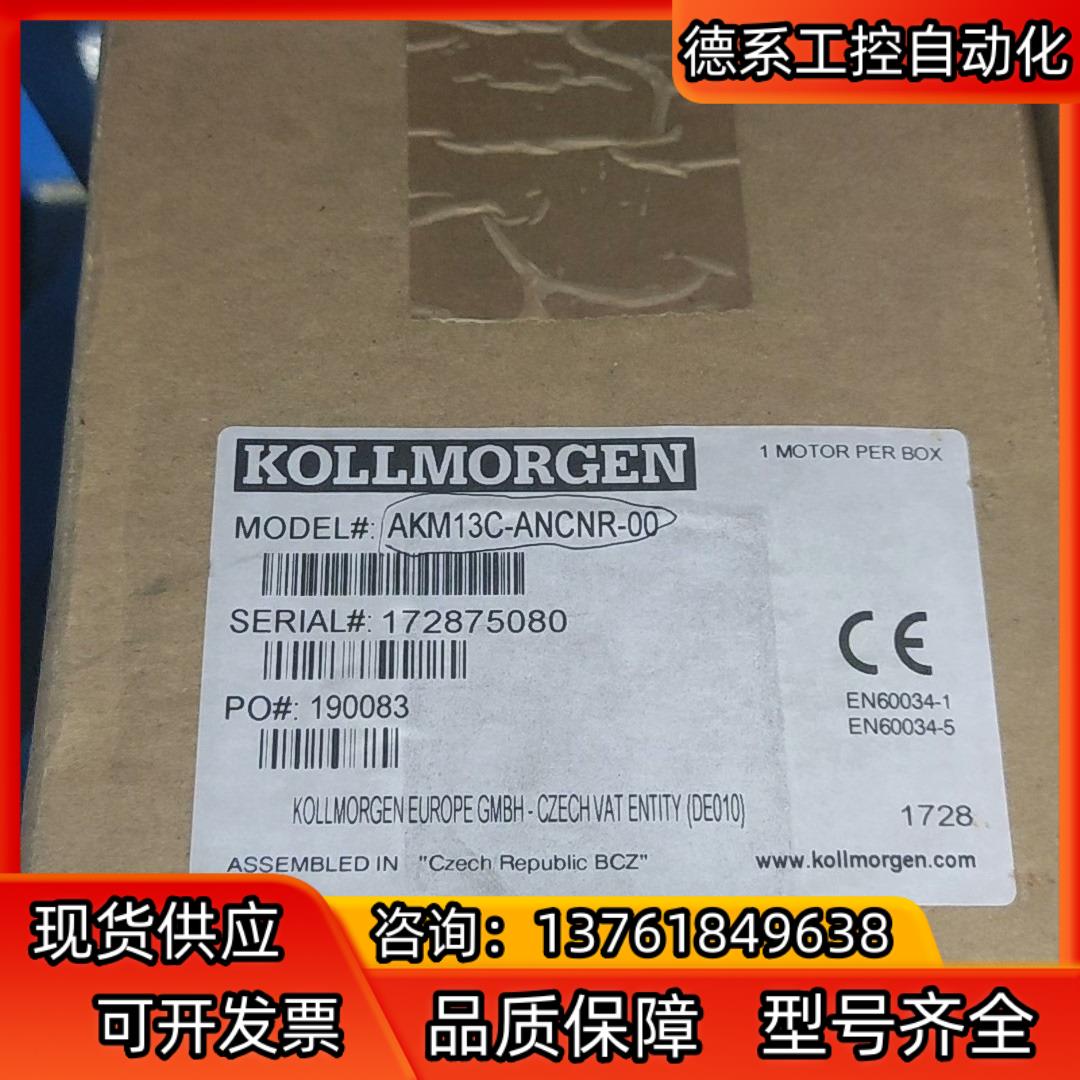 德系工控自动化
KOLLMORGEN
1 MOTOR PER BOX
MODEL#: AKM13C-ANCNR-00
SERIAL#: 172875080
PO#: 190083
EN60034-1
EN60034-5
KOLLMORGEN EUROPE GMBH - CZECH VAT ENTITY (DE010)
1728
ASSEMBLED IN "Czech Republic BCZ"
www.kollmorgen.com
现货供应
咨询：13761849638
可开发票 品质保障 型号齐全